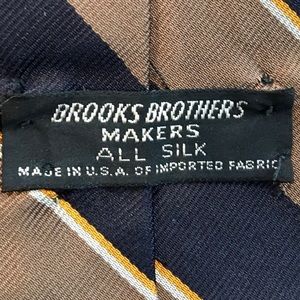 BROOKS BROTHERS
MAKERS
ALL SILK
MADE IN U.S.A. OF IMPORTED FABRIC